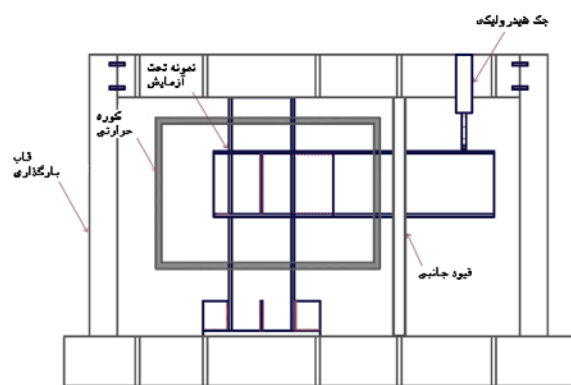 جک هیدرولیکی
نمونه تحت
آزمایش
کوره
حرارتی
قاب
بارگذاری
قیود جانبی